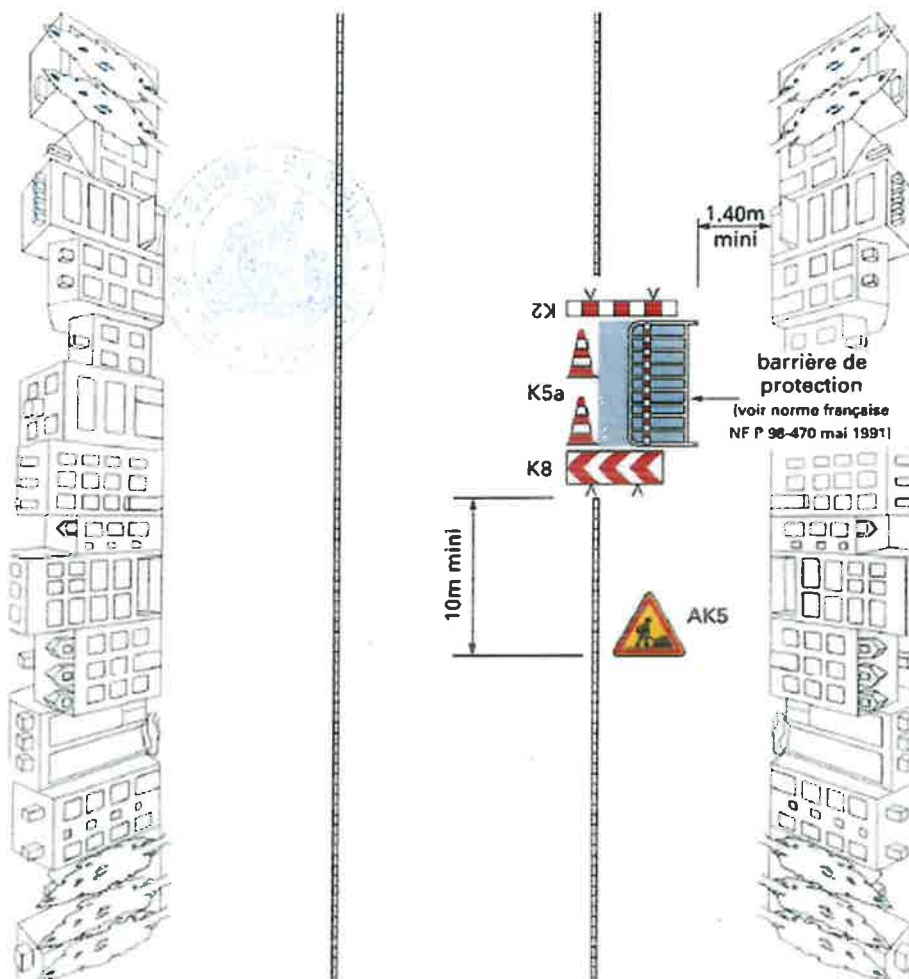 1.40m
mini
K2
barrière de
protection
(voir norme française
NF P 98-470 mai 1991)
K5a
K8
10m mini
AK5